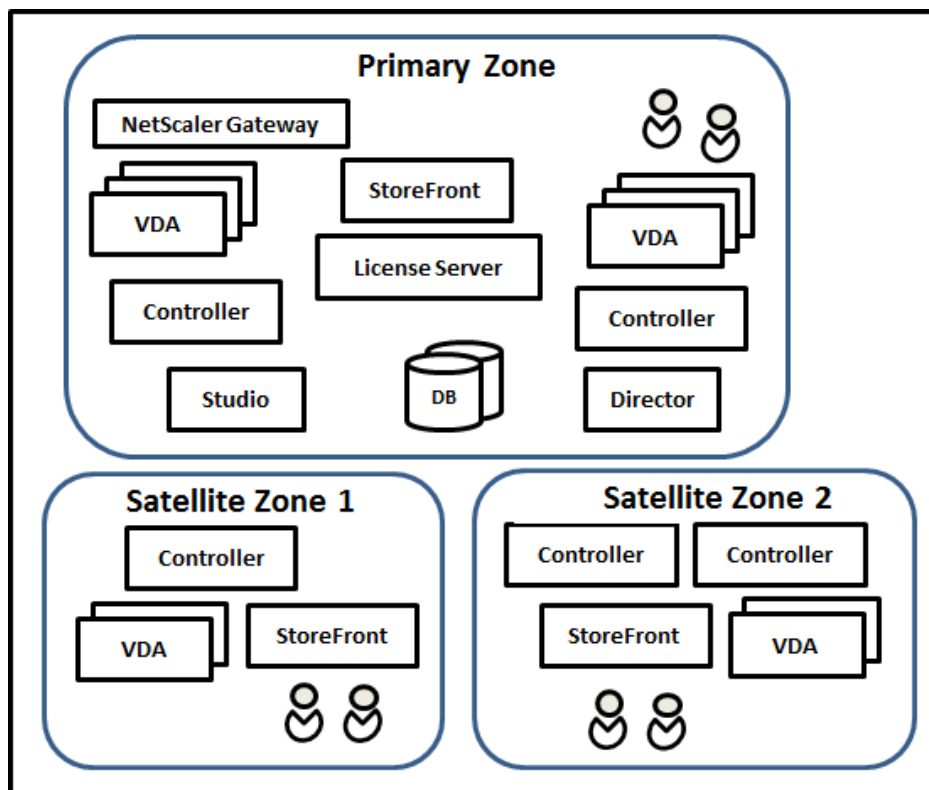 Primary Zone
NetScaler Gateway
StoreFront
VDA
VDA
License Server
Controller
Controller
Studio
DB
Director
Satellite Zone 1
Controller
VDA
StoreFront
Satellite Zone 2
Controller
Controller
StoreFront
VDA